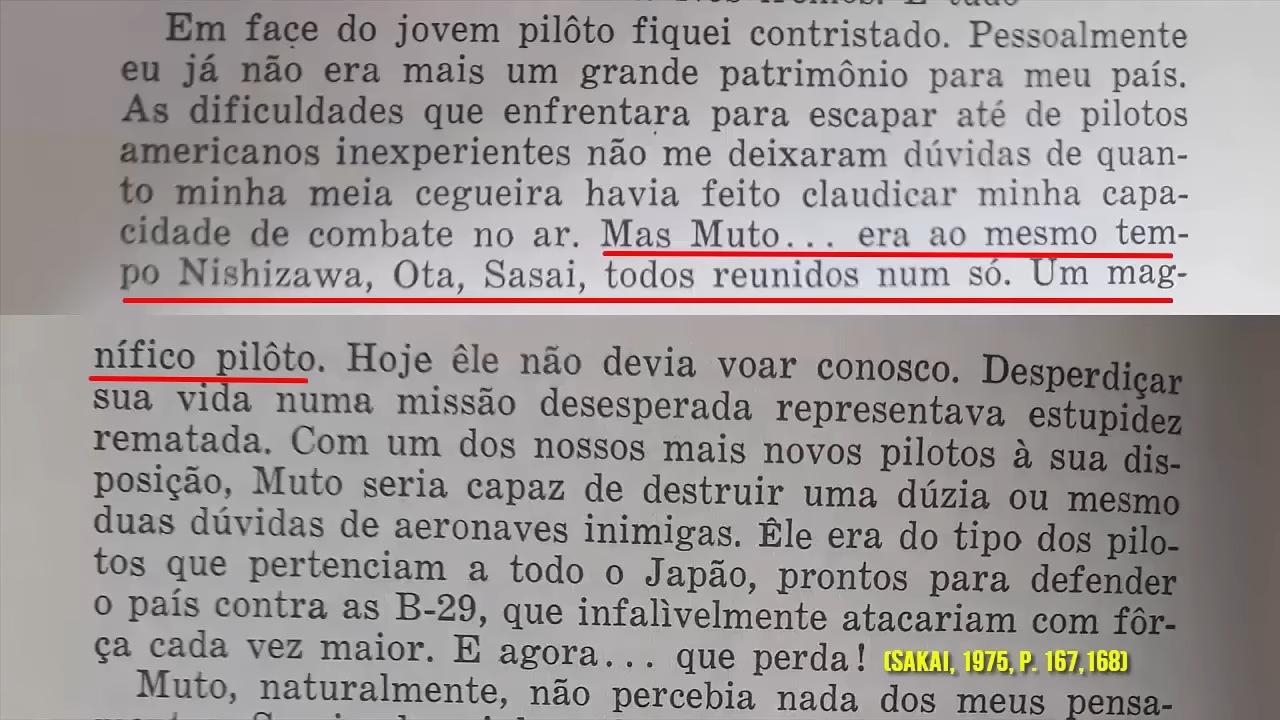 Em face do jovem pilôto fiquei contristado. Pessoalmente
eu já não era mais um grande patrimônio para meu país.
As dificuldades que enfrentara para escapar até de pilotos
americanos inexperientes não me deixaram dúvidas de quan-
to minha meia cegueira havia feito claudicar minha capa-
cidade de combate no ar. Mas Muto... era ao mesmo tem-
po Nishizawa, Ota, Sasai, todos reunidos num só. Um mag-
nífico pilôto. Hoje êle não devia voar conosco. Desperdiçar
sua vida numa missão desesperada representava estupidez
rematada. Com um dos nossos mais novos pilotos à sua dis-
posição, Muto seria capaz de destruir uma dúzia ou mesmo
duas dúvidas de aeronaves inimigas. Êle era do tipo dos pilo-
tos que pertenciam a todo o Japão, prontos para defender
o país contra as B-29, que infalìvelmente atacariam com fôr-
ça cada vez maior. E agora... que perda! (SAKAI, 1975, P. 167,168)
Muto, naturalmente, não percebia nada dos meus pensa-